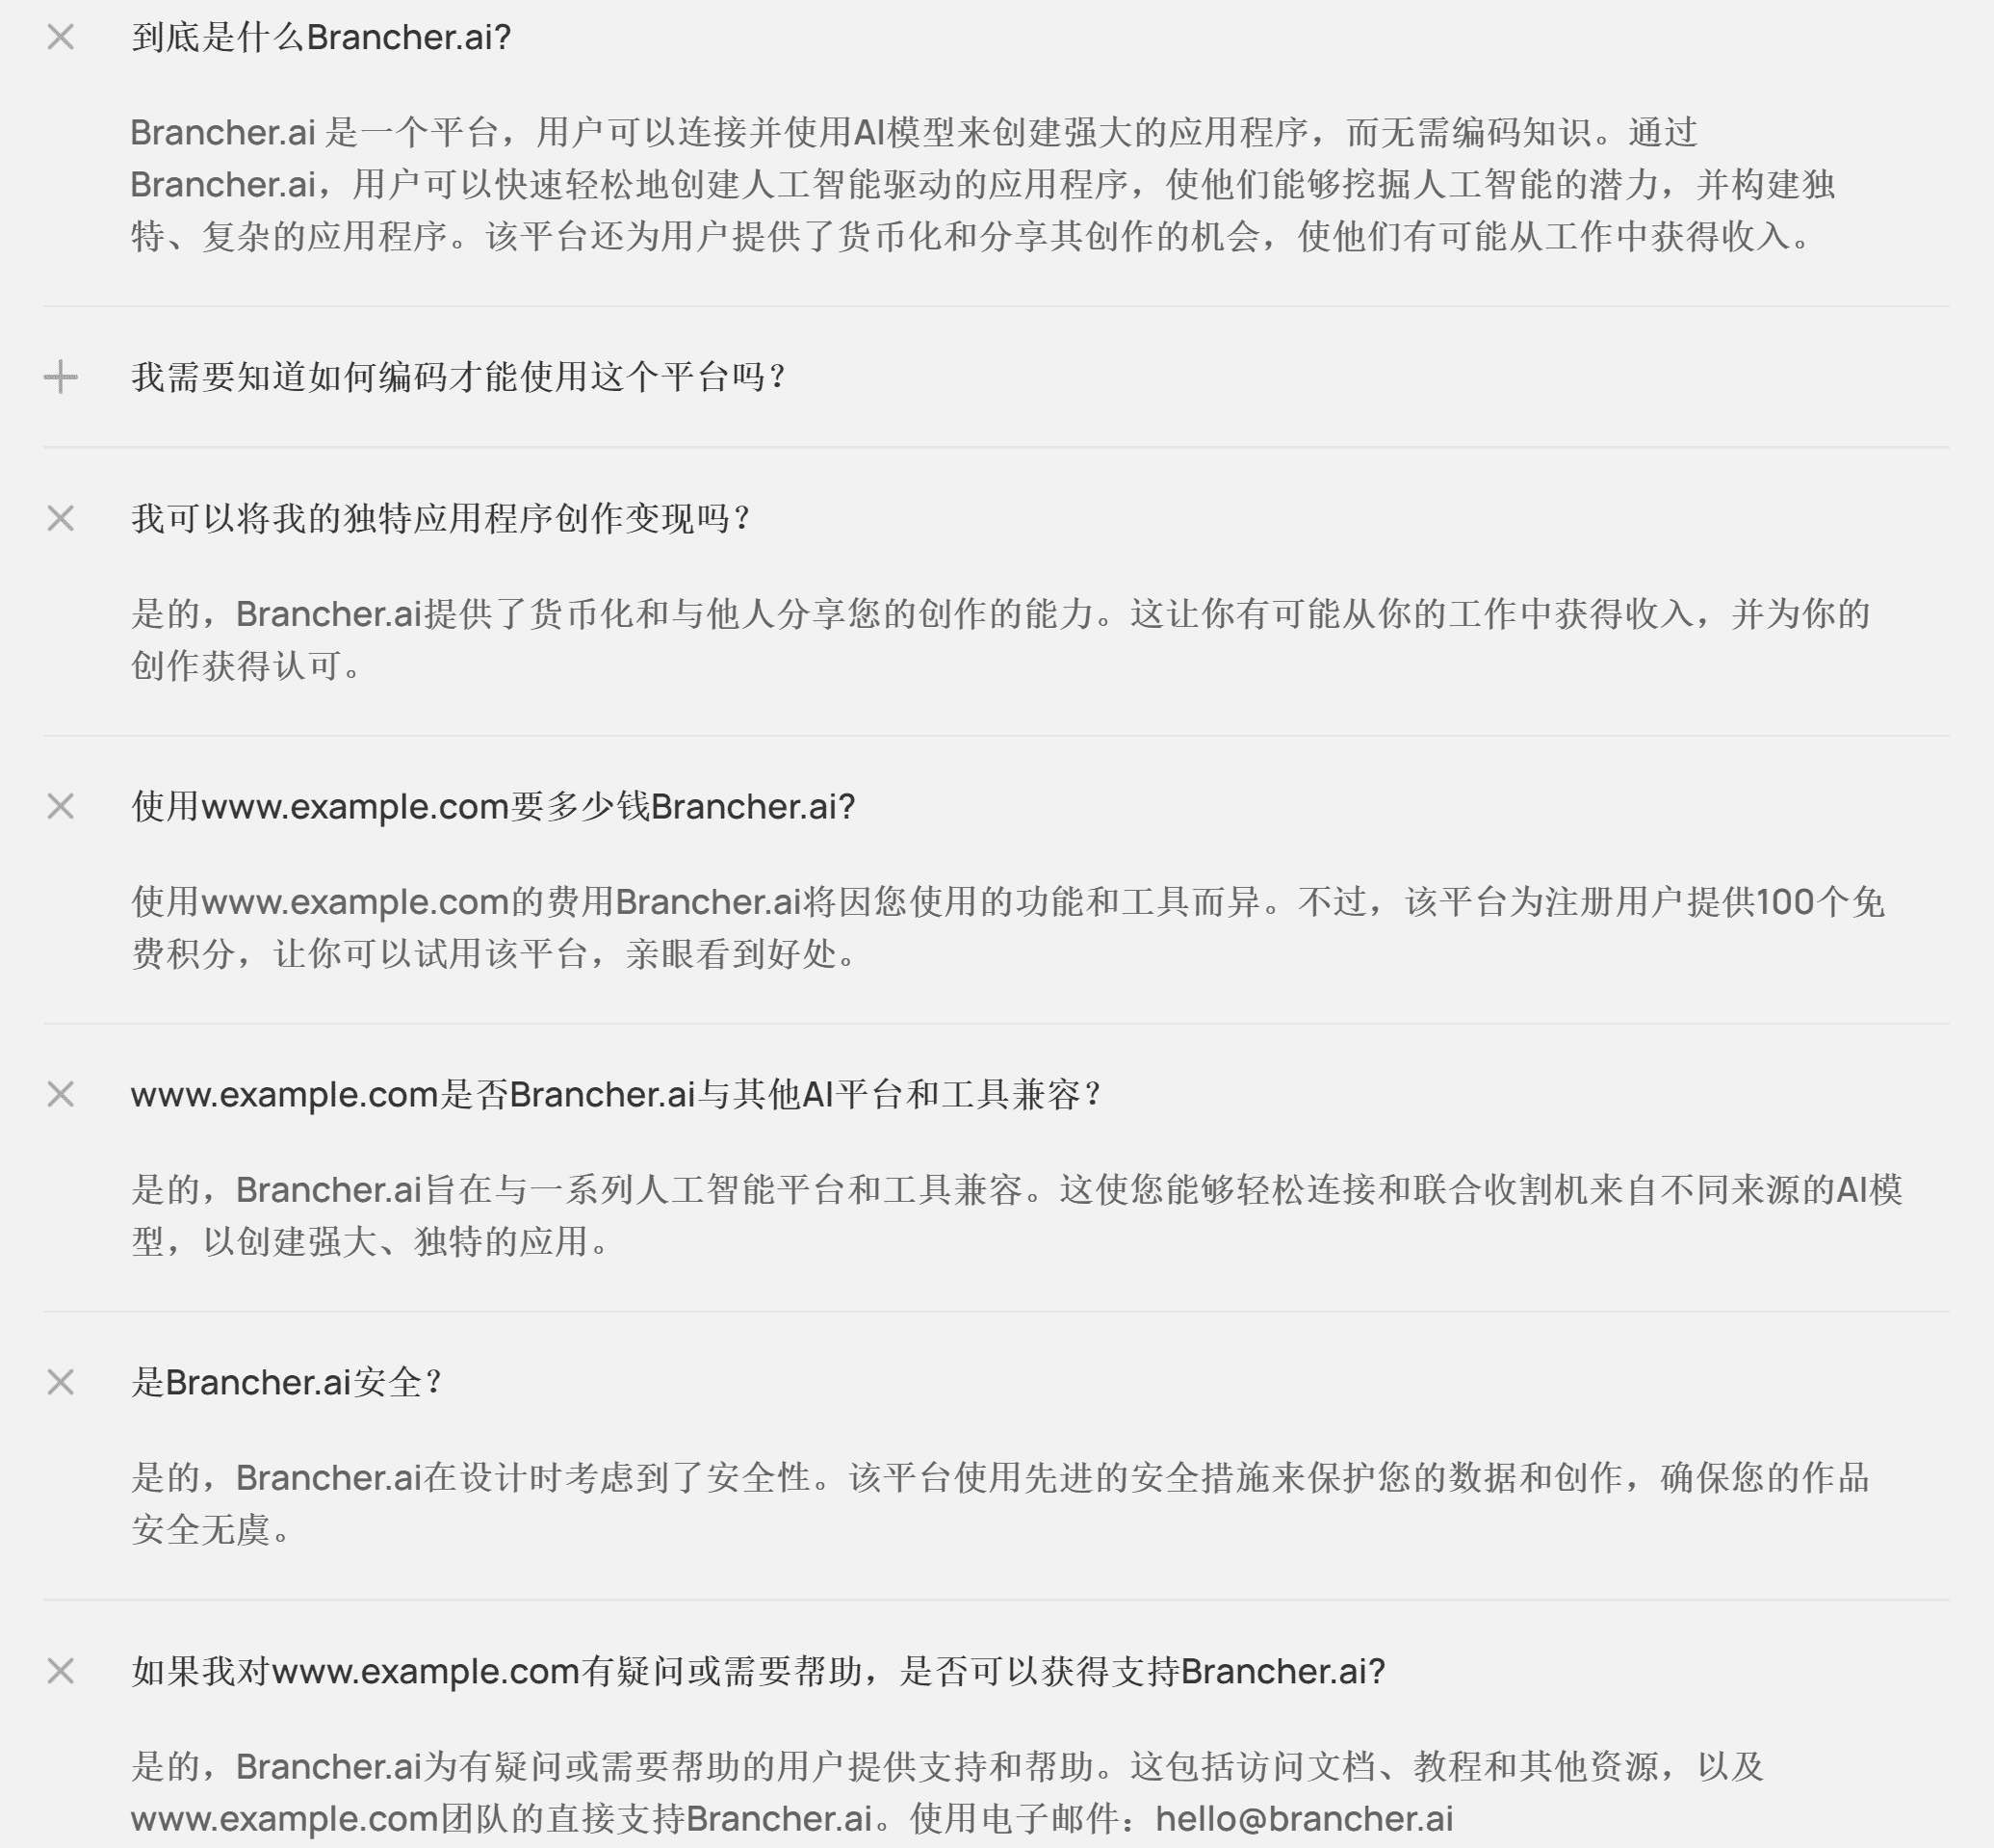 到底是什么Brancher.ai?
Brancher.ai 是一个平台，用户可以连接并使用AI模型来创建强大的应用程序，而无需编码知识。通过
Brancher.ai，用户可以快速轻松地创建人工智能驱动的应用程序，使他们能够挖掘人工智能的潜力，并构建独
特、复杂的应用程序。该平台还为用户提供了货币化和分享其创作的机会，使他们有可能从工作中获得收入。
我需要知道如何编码才能使用这个平台吗？
我可以将我的独特应用程序创作变现吗？
是的，Brancher.ai提供了货币化和与他人分享您的创作的能力。这让你有可能从你的工作中获得收入，并为你的
创作获得认可。
使用www.example.com要多少钱Brancher.ai?
使用www.example.com的费用Brancher.ai将因您使用的功能和工具而异。不过，该平台为注册用户提供100个免
费积分，让你可以试用该平台，亲眼看到好处。
www.example.com是否Brancher.ai与其他AI平台和工具兼容？
是的，Brancher.ai旨在与一系列人工智能平台和工具兼容。这使您能够轻松连接和联合收割机来自不同来源的AI模
型，以创建强大、独特的应用。
是Brancher.ai安全？
是的，Brancher.ai在设计时考虑到了安全性。该平台使用先进的安全措施来保护您的数据和创作，确保您的作品
安全无虞。
如果我对www.example.com有疑问或需要帮助，是否可以获得支持Brancher.ai?
是的，Brancher.ai为有疑问或需要帮助的用户提供支持和帮助。这包括访问文档、教程和其他资源，以及
www.example.com团队的直接支持Brancher.ai。使用电子邮件：hello@brancher.ai